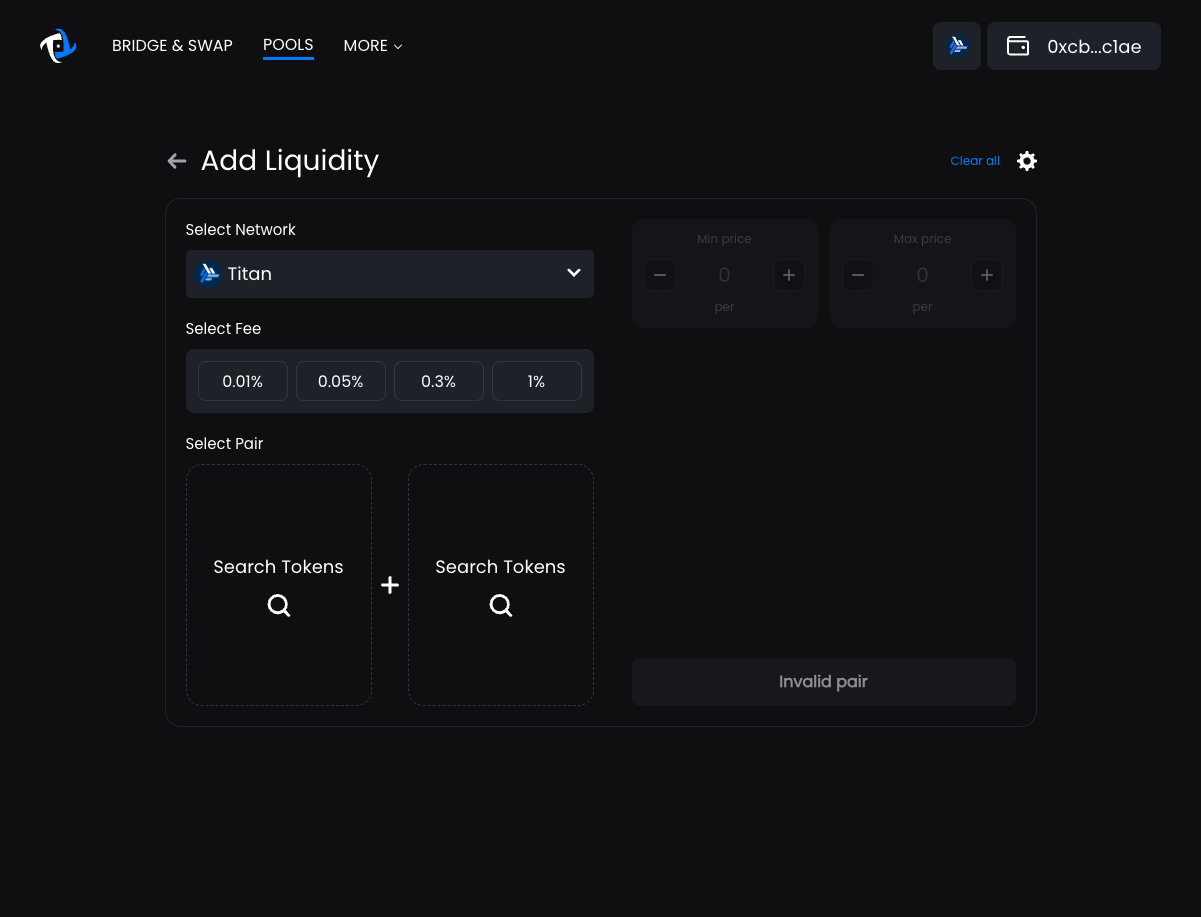 BRIDGE & SWAP POOLS MORE 0xcb...c1ae
Add Liquidity Clear all
Select Network
Titan
Select Fee
0.01% 0.05% 0.3% 1%
Select Pair
Search Tokens + Search Tokens
Min price
− 0 +
per
Max price
− 0 +
per
Invalid pair